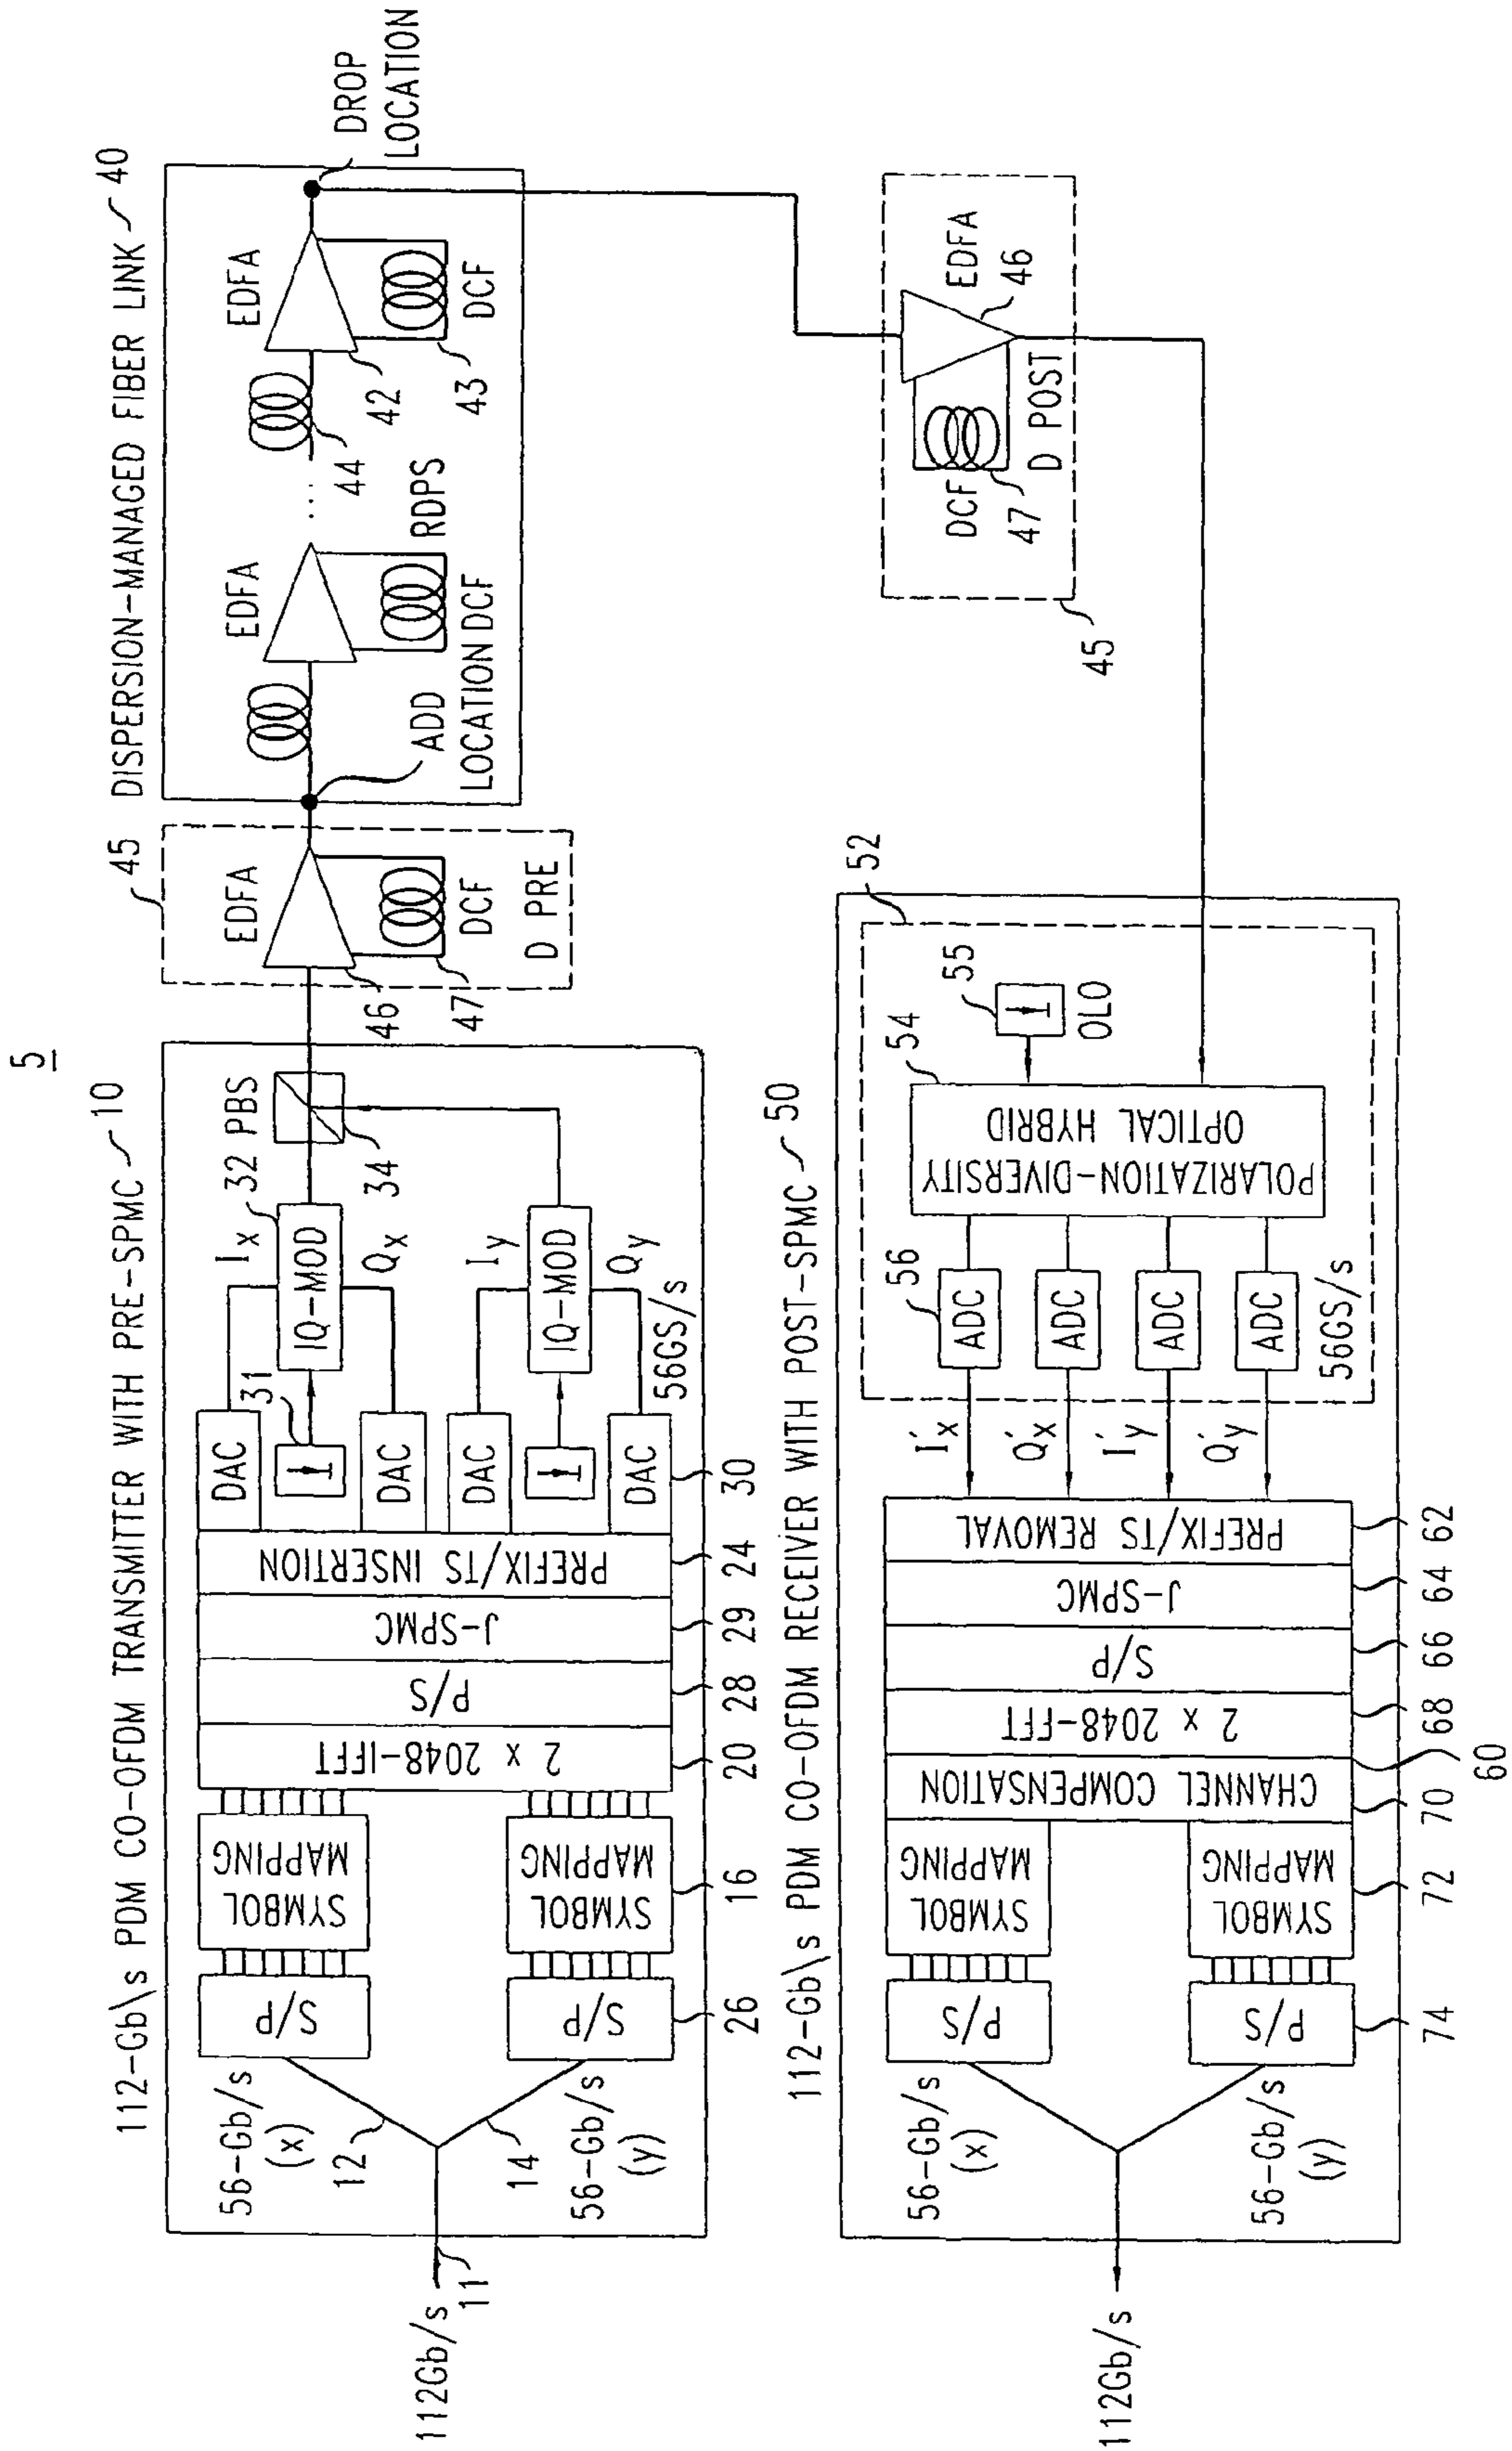 5
112-Gb\s PDM CO-OFDM TRANSMITTER WITH PRE-SPMC 10
112Gb/s
11
56-Gb/s
(x)
12
14
56-Gb/s
(y)
S/P
S/P
26
SYMBOL
MAPPING
SYMBOL
MAPPING
16
2 x 2048-IFFT
20
P/S
28
J-SPMC
29
PREFIX/TS INSERTION
24
DAC
31
DAC
DAC
DAC
30
56GS/s
Ix
IQ-MOD
32
Qx
Iy
IQ-MOD
Qy
PBS
34
45
EDFA
46
DCF
47
D PRE
DISPERSION-MANAGED FIBER LINK 40
ADD
LOCATION
EDFA
DCF
RDPS
...
44
EDFA
42
DCF
43
DROP
LOCATION
EDFA
46
DCF
47
D POST
45
112-Gb\s PDM CO-OFDM RECEIVER WITH POST-SPMC 50
52
55
OLO
54
POLARIZATION-DIVERSITY
OPTICAL HYBRID
56
ADC
ADC
ADC
ADC
56GS/s
I'x
Q'x
I'y
Q'y
PREFIX/TS REMOVAL
62
J-SPMC
64
S/P
66
2 x 2048-FFT
68
CHANNEL COMPENSATION
70
60
SYMBOL
MAPPING
SYMBOL
MAPPING
72
P/S
P/S
74
56-Gb/s
(x)
56-Gb/s
(y)
112Gb/s